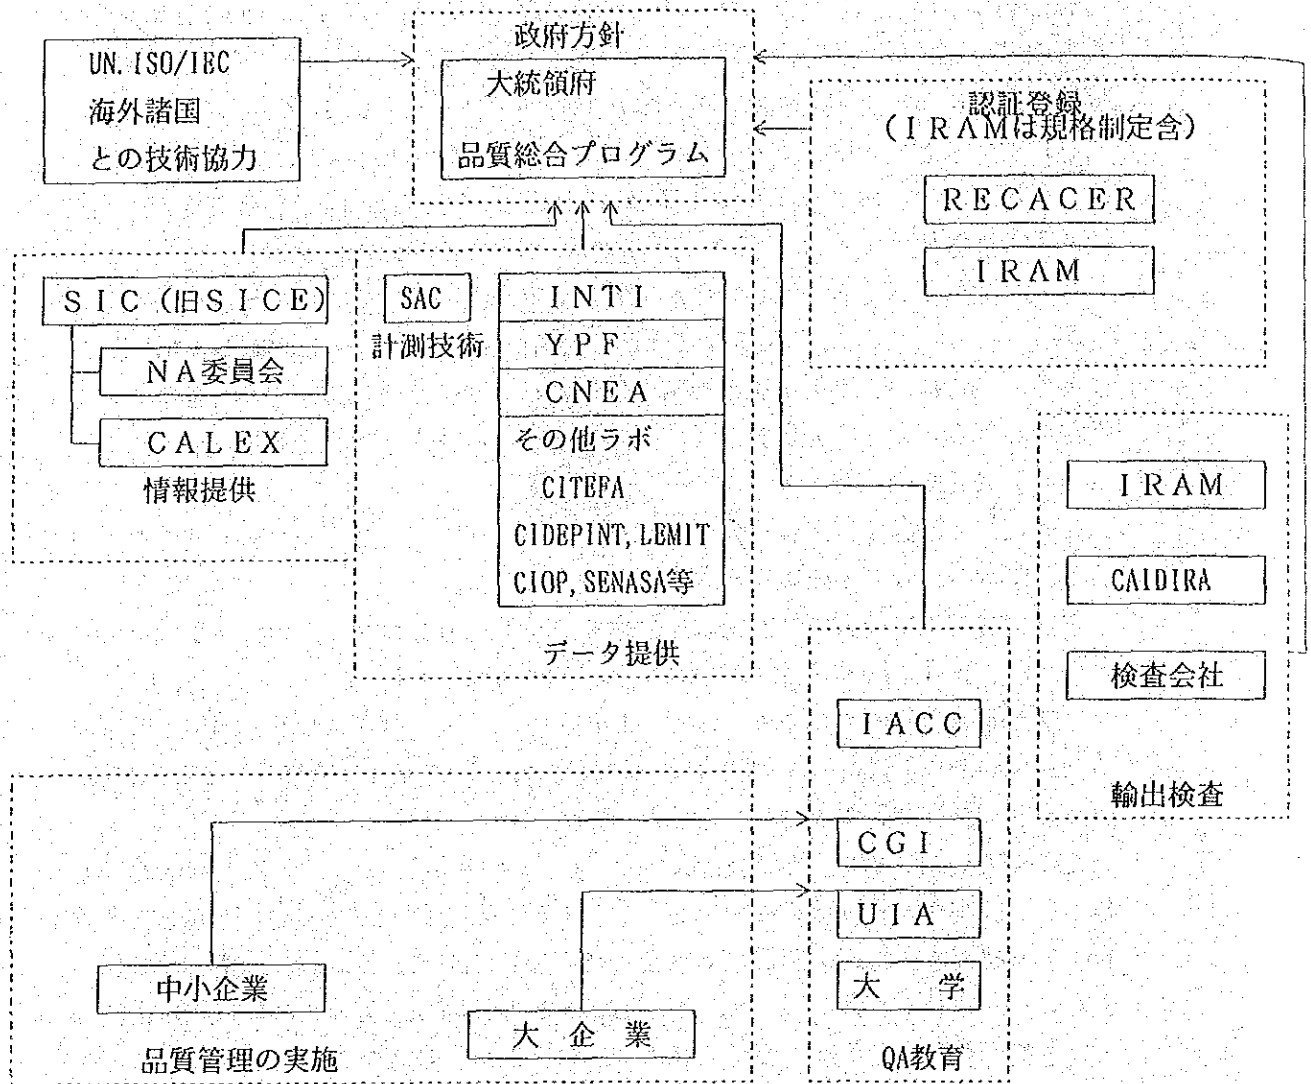 UN.ISO/IEC
海外諸国
との技術協力
政府方針
大統領府
品質総合プログラム
認証登録
(IRAMは規格制定含)
RECACER
IRAM
SIC(旧SICE)
NA委員会
CALEX
情報提供
SAC
計測技術
INTI
YPF
CNEA
その他ラボ
CITEFA
CIDEPINT, LEMIT
CIOP, SENASA等
データ提供
IRAM
CAIDIRA
検査会社
輸出検査
IACC
CGI
UIA
大 学
QA教育
中小企業
大 企 業
品質管理の実施